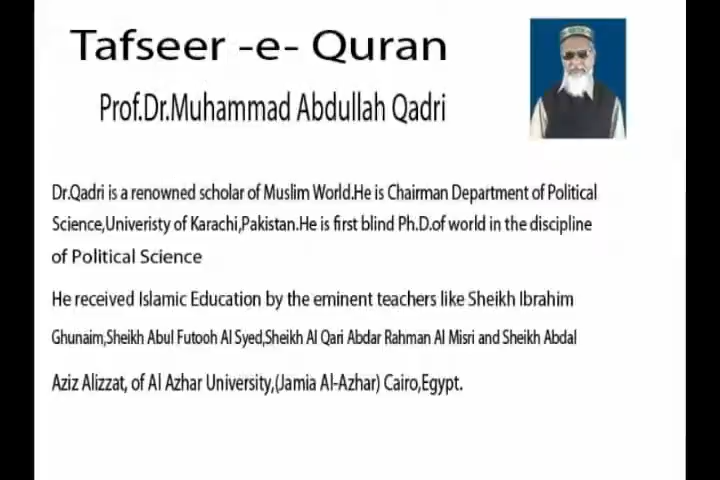 Tafseer -e- Quran
Prof.Dr.Muhammad Abdullah Qadri
Dr.Qadri is a renowned scholar of Muslim World.He is Chairman Department of Political
Science,Univeristy of Karachi,Pakistan.He is first blind Ph.D.of world in the discipline
of Political Science
He received Islamic Education by the eminent teachers like Sheikh Ibrahim
Ghunaim,Sheikh Abul Futooh Al Syed,Sheikh Al Qari Abdar Rahman Al Misri and Sheikh Abdal
Aziz Alizzat, of Al Azhar University,(Jamia Al-Azhar) Cairo,Egypt.